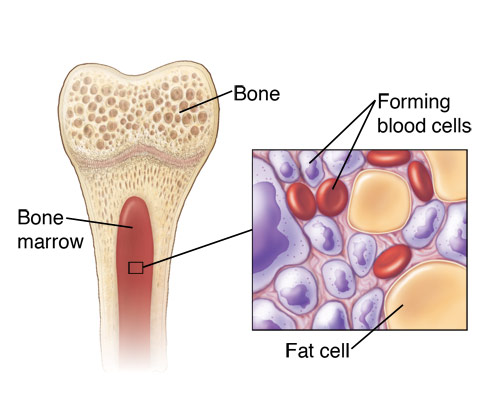 Bone
Forming
blood cells
Bone
marrow
Fat cell